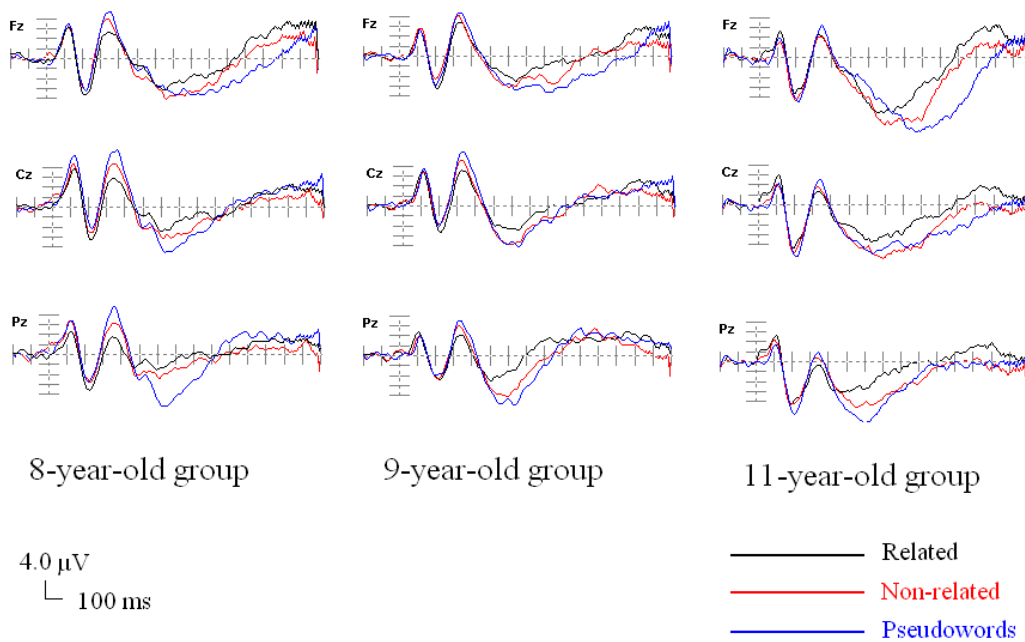 Fz Fz Fz
Cz Cz Cz
Pz Pz Pz
8-year-old group 9-year-old group 11-year-old group
4.0 µV
100 ms
Related
Non-related
Pseudowords